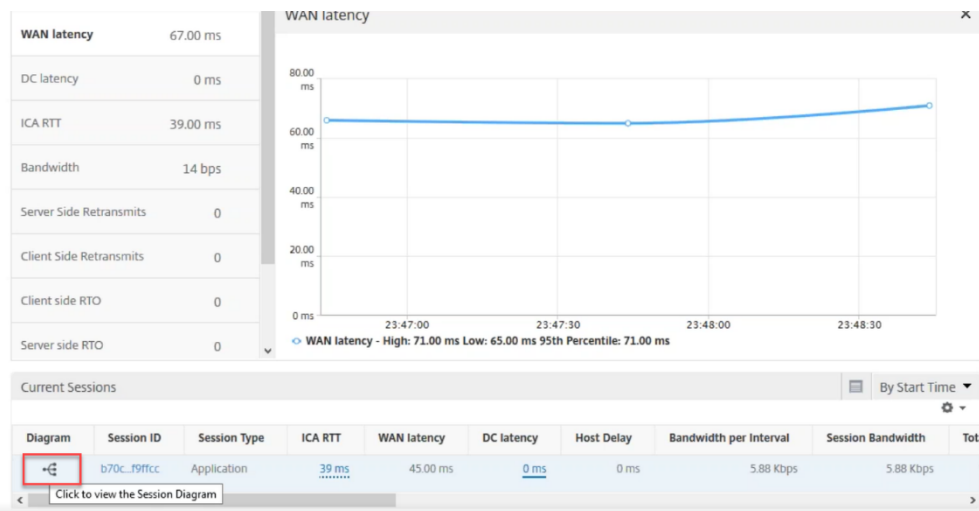 WAN latency
×
WAN latency 67.00 ms
DC latency 0 ms
ICA RTT 39.00 ms
Bandwidth 14 bps
Server Side Retransmits 0
Client Side Retransmits 0
Client side RTO 0
Server side RTO 0
80.00
ms
60.00
ms
40.00
ms
20.00
ms
0 ms
23:47:00 23:47:30 23:48:00 23:48:30
WAN latency - High: 71.00 ms Low: 65.00 ms 95th Percentile: 71.00 ms
Current Sessions By Start Time
Diagram Session ID Session Type ICA RTT WAN latency DC latency Host Delay Bandwidth per Interval Session Bandwidth Tot
b70c...f9ffcc Application 39 ms 45.00 ms 0 ms 0 ms 5.88 Kbps 5.88 Kbps
Click to view the Session Diagram